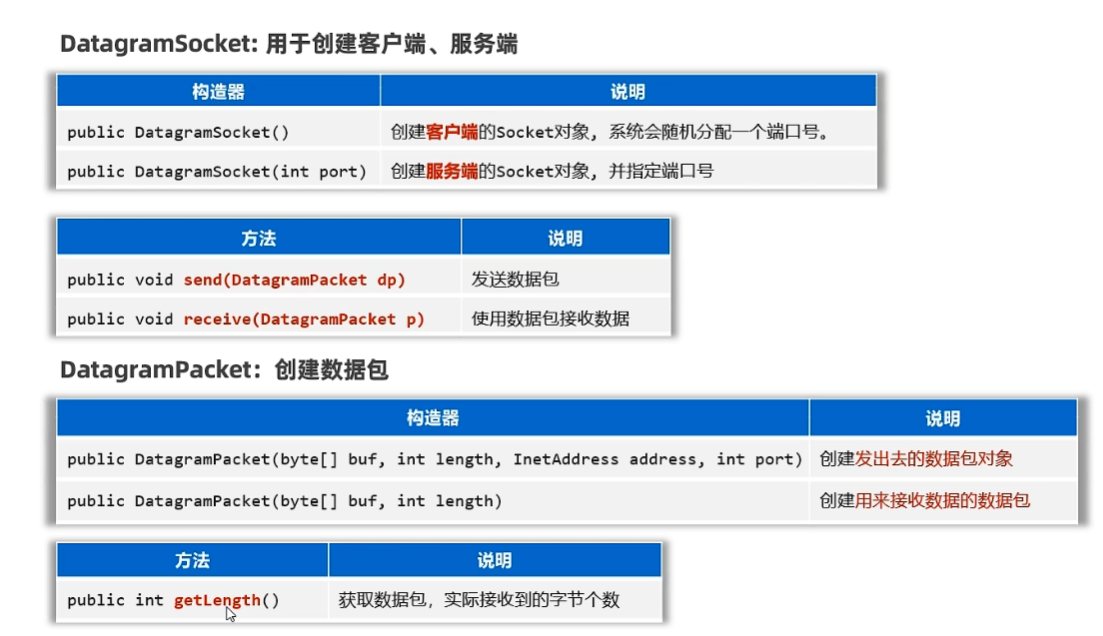 DatagramSocket: 用于创建客户端、服务端
构造器 说明
public DatagramSocket() 创建客户端的Socket对象，系统会随机分配一个端口号。
public DatagramSocket(int port) 创建服务端的Socket对象，并指定端口号
方法 说明
public void send(DatagramPacket dp) 发送数据包
public void receive(DatagramPacket p) 使用数据包接收数据
DatagramPacket：创建数据包
构造器 说明
public DatagramPacket(byte[] buf, int length, InetAddress address, int port) 创建发出去的数据包对象
public DatagramPacket(byte[] buf, int length) 创建用来接收数据的数据包
方法 说明
public int getLength() 获取数据包，实际接收到的字节个数